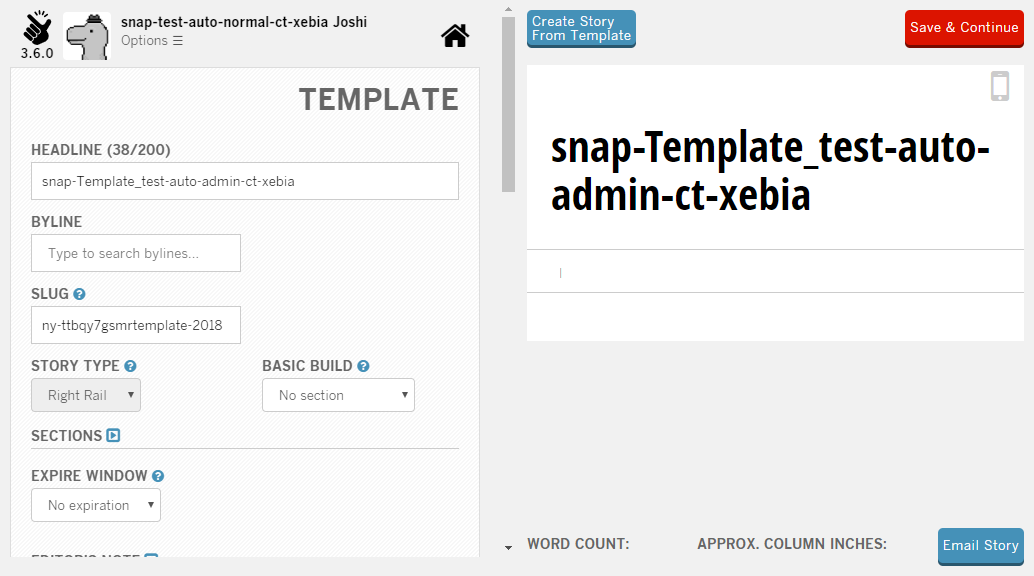 snap-test-auto-normal-ct-xebia Joshi
Options ☰
3.6.0
TEMPLATE
HEADLINE (38/200)
snap-Template_test-auto-admin-ct-xebia
BYLINE
Type to search bylines...
SLUG ?
ny-ttbqy7gsmrtemplate-2018
STORY TYPE ? BASIC BUILD ?
Right Rail No section
SECTIONS
EXPIRE WINDOW ?
No expiration
EDITOR'S NOTE
Create Story
From Template
Save & Continue
snap-Template_test-auto-
admin-ct-xebia
|
WORD COUNT: APPROX. COLUMN INCHES:
Email Story